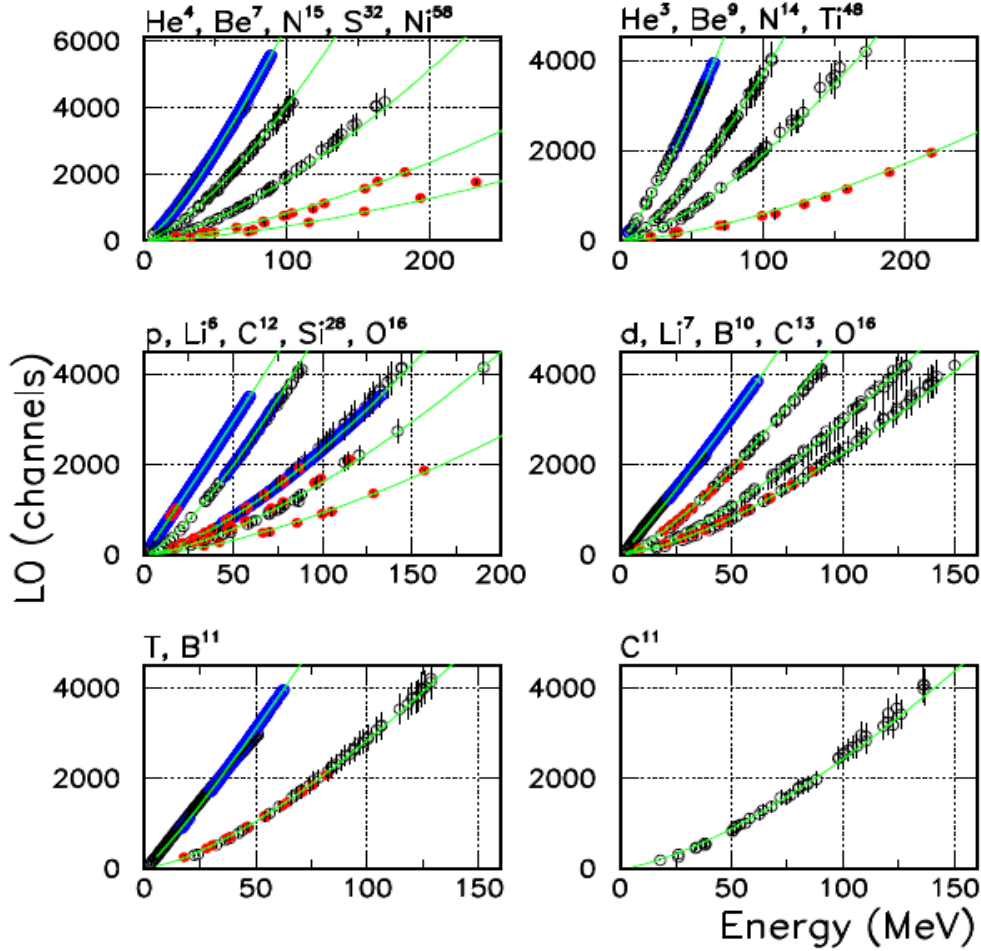 He⁴, Be⁷, N¹⁵, S³², Ni⁵⁸
6000
4000
2000
0
0 100 200
He³, Be⁹, N¹⁴, Ti⁴⁸
4000
2000
0
0 100 200
p, Li⁶, C¹², Si²⁸, O¹⁶
4000
2000
0
0 50 100 150 200
d, Li⁷, B¹⁰, C¹³, O¹⁶
4000
2000
0
0 50 100 150
T, B¹¹
4000
2000
0
0 50 100 150
C¹¹
4000
2000
0
0 50 100 150
LO (channels)
Energy (MeV)